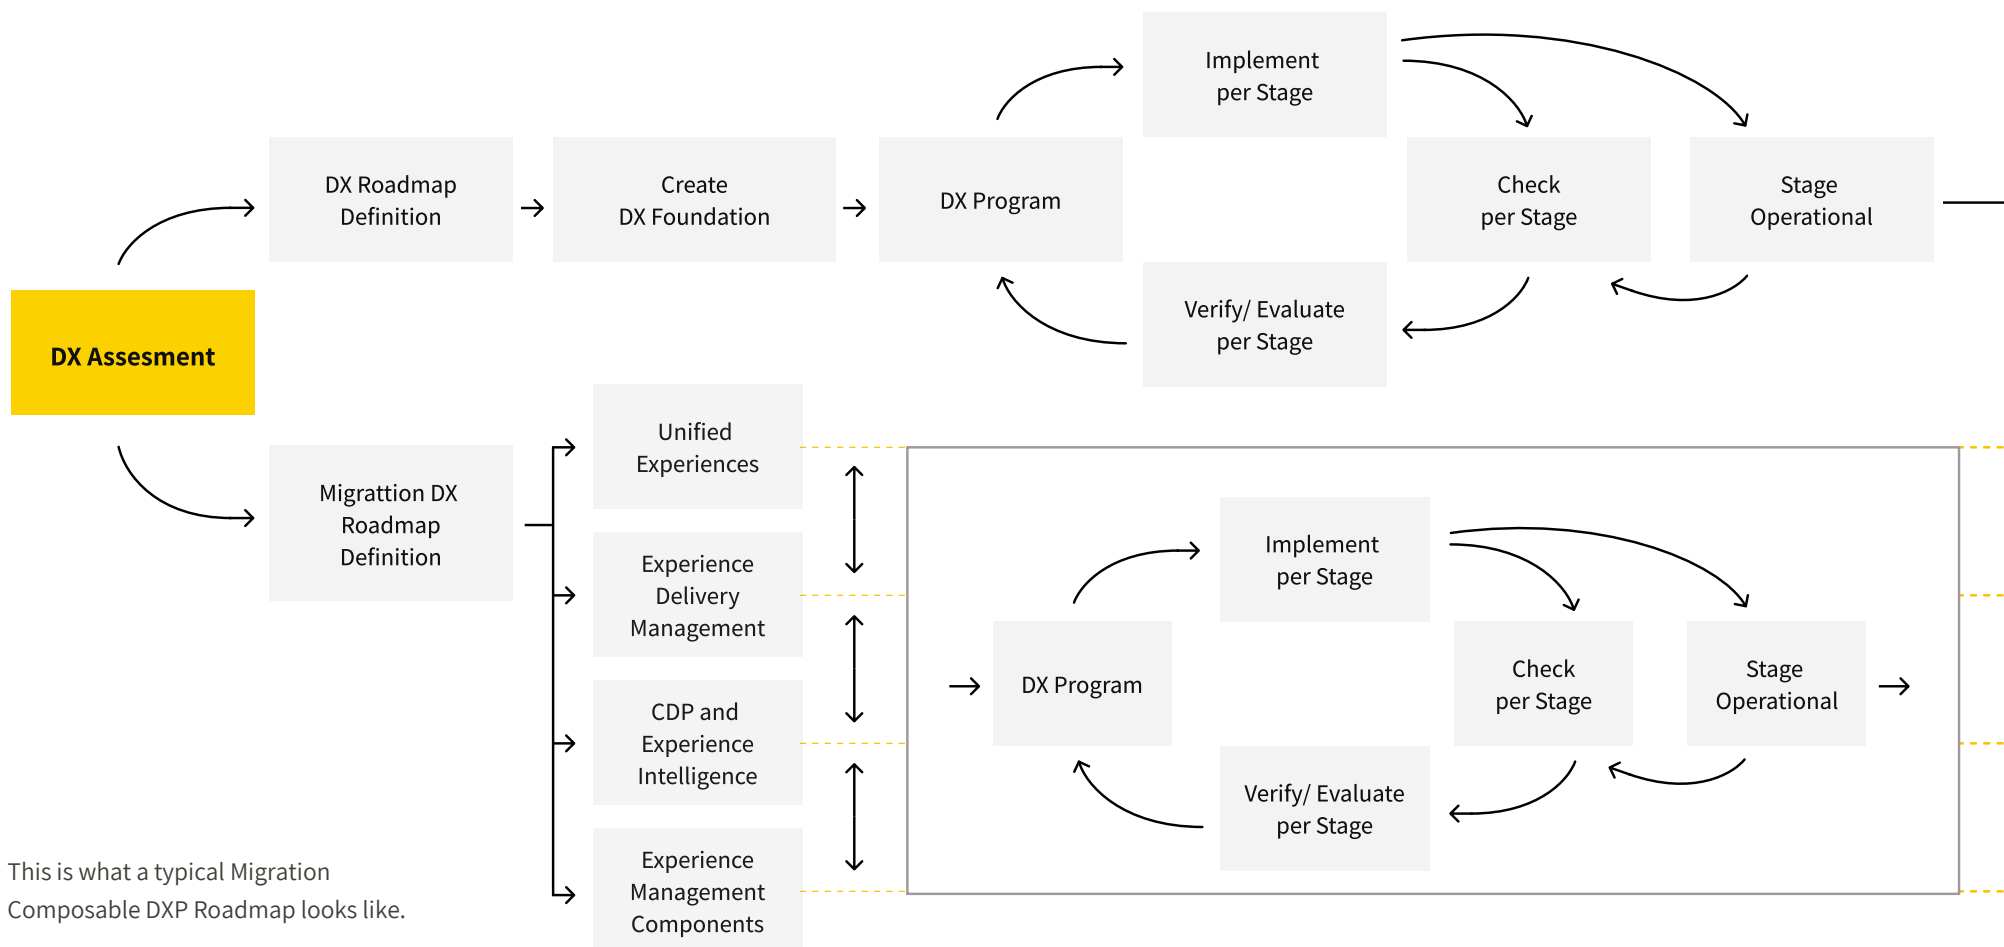 Implement
per Stage
DX Roadmap
Definition
Create
DX Foundation
DX Program
Check
per Stage
Stage
Operational
Verify/ Evaluate
per Stage
DX Assesment
Migrattion DX
Roadmap
Definition
Unified
Experiences
Experience
Delivery
Management
CDP and
Experience
Intelligence
Experience
Management
Components
Implement
per Stage
DX Program
Check
per Stage
Stage
Operational
Verify/ Evaluate
per Stage
This is what a typical Migration
Composable DXP Roadmap looks like.